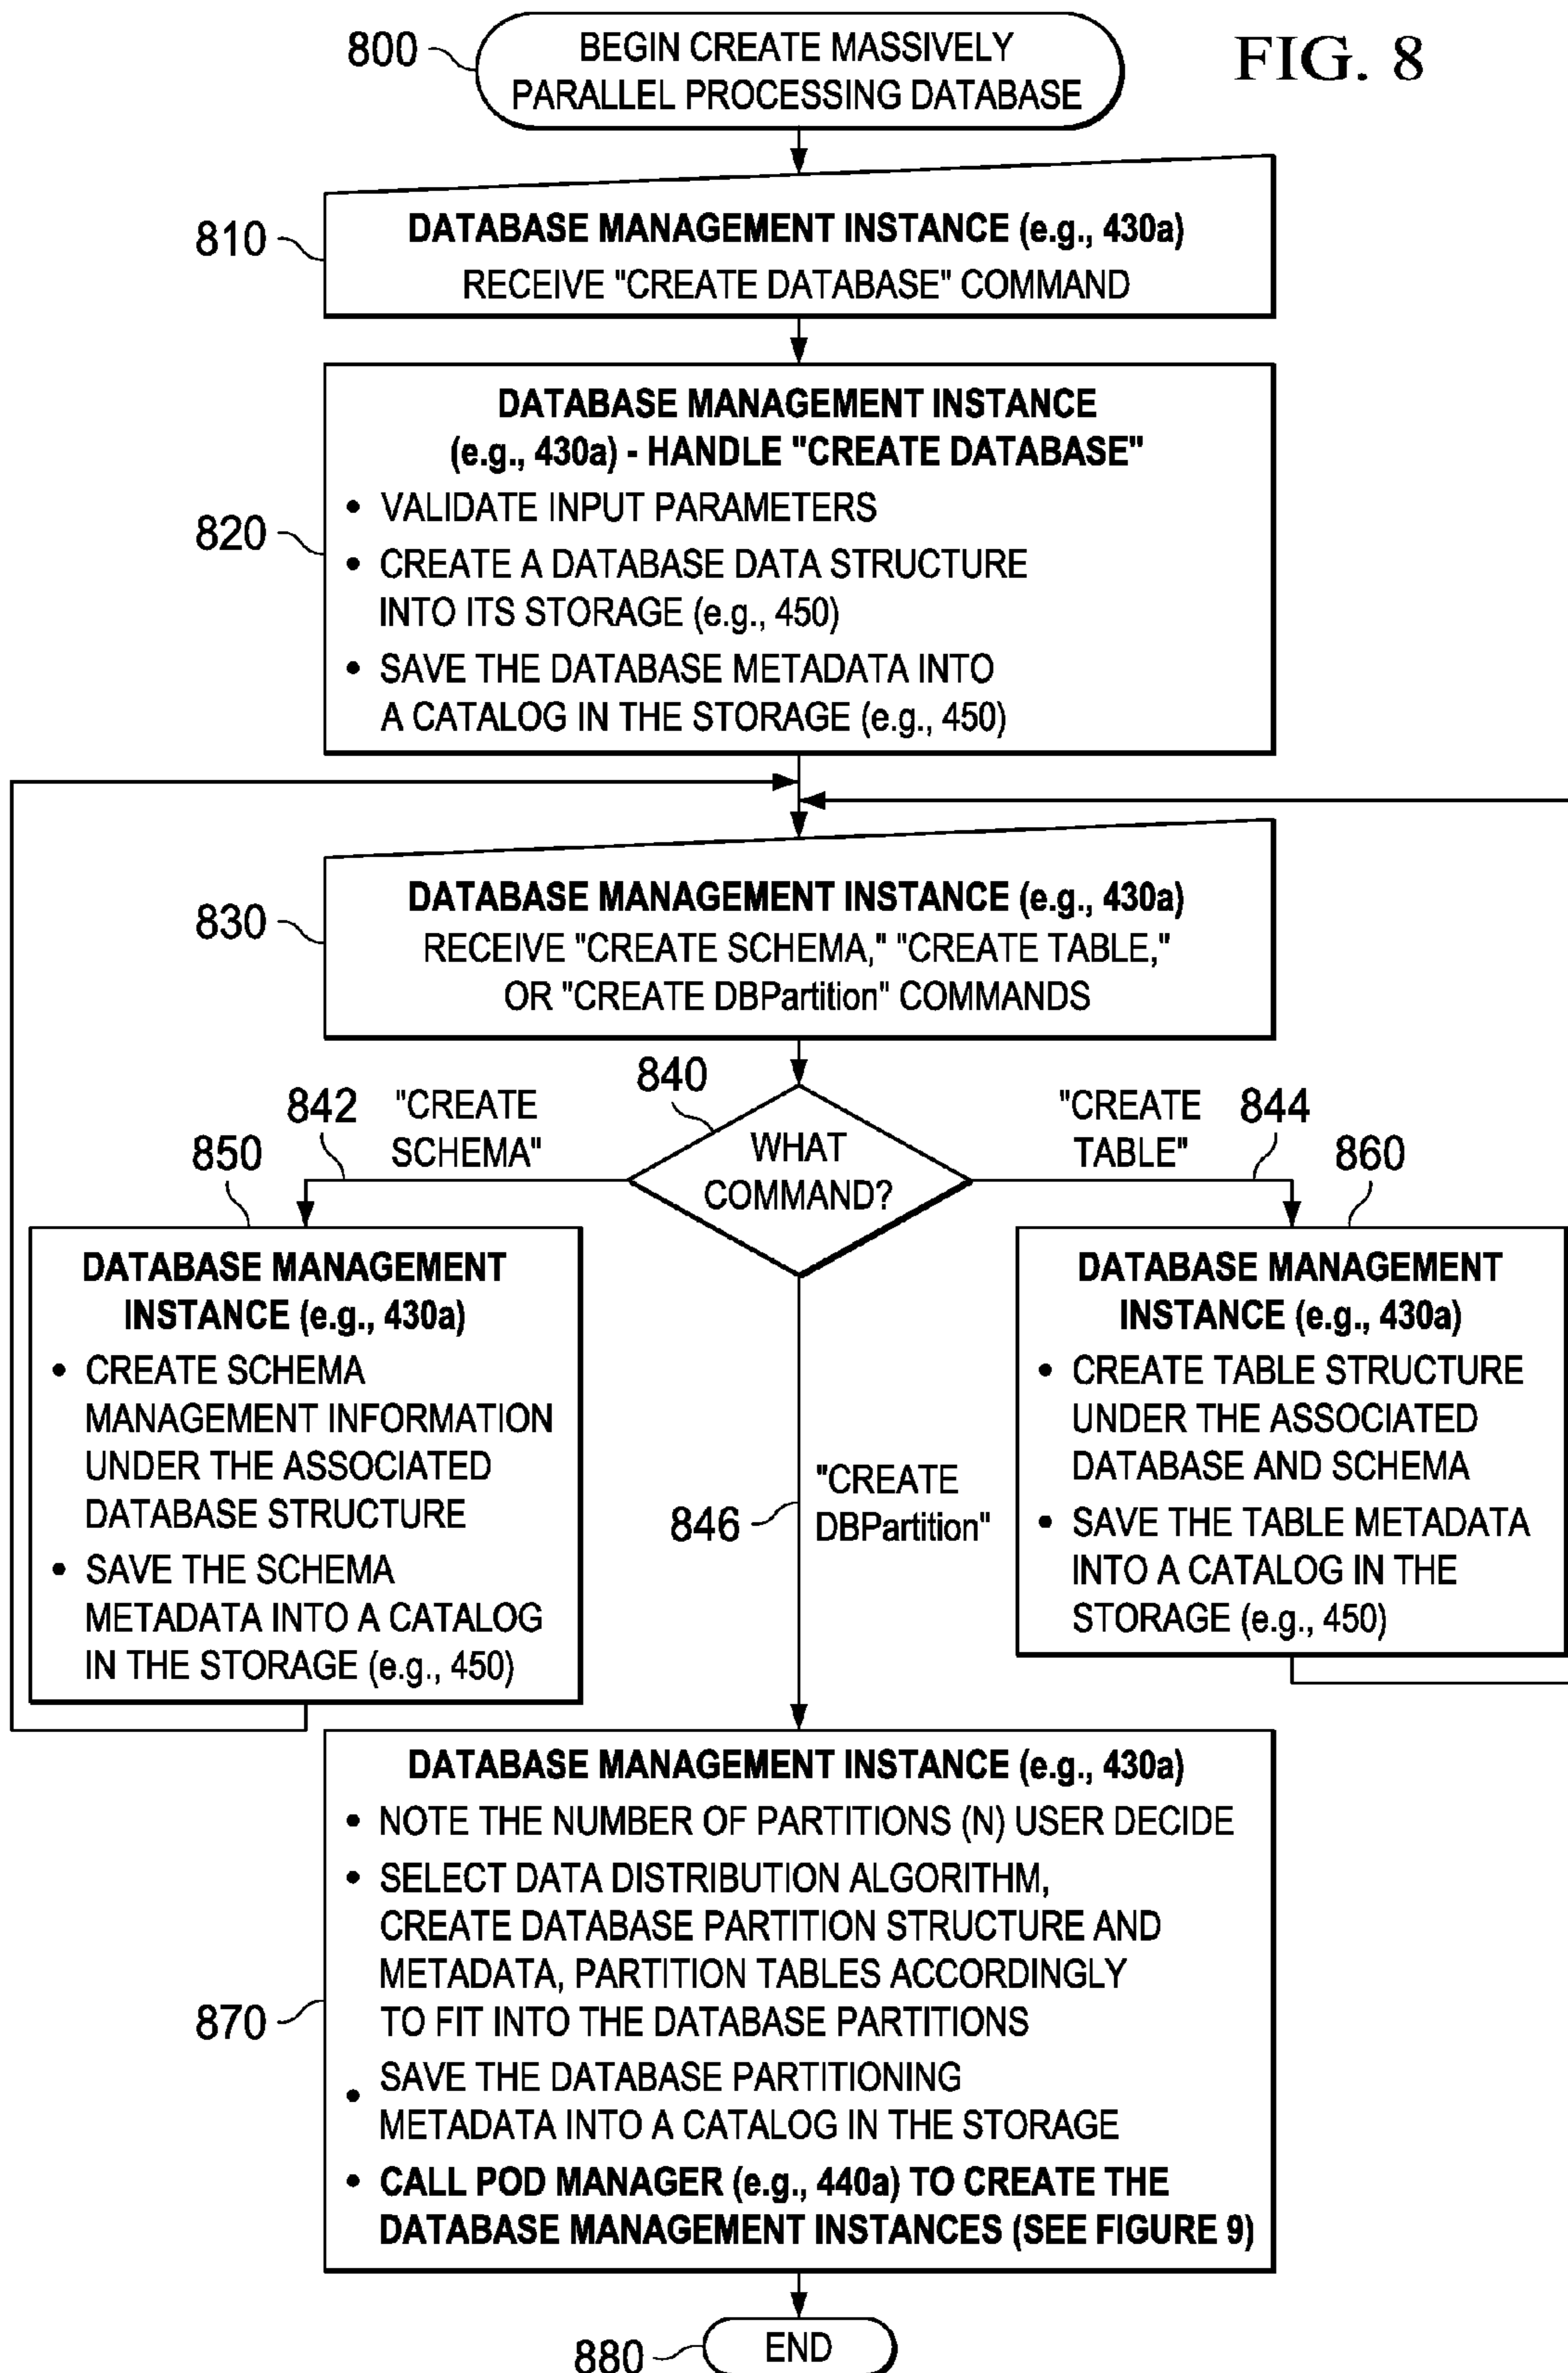 800
BEGIN CREATE MASSIVELY
PARALLEL PROCESSING DATABASE
FIG. 8
810
DATABASE MANAGEMENT INSTANCE (e.g., 430a)
RECEIVE "CREATE DATABASE" COMMAND
820
DATABASE MANAGEMENT INSTANCE
(e.g., 430a) - HANDLE "CREATE DATABASE"
• VALIDATE INPUT PARAMETERS
• CREATE A DATABASE DATA STRUCTURE
INTO ITS STORAGE (e.g., 450)
• SAVE THE DATABASE METADATA INTO
A CATALOG IN THE STORAGE (e.g., 450)
830
DATABASE MANAGEMENT INSTANCE (e.g., 430a)
RECEIVE "CREATE SCHEMA," "CREATE TABLE,"
OR "CREATE DBPartition" COMMANDS
840
WHAT
COMMAND?
842
"CREATE
SCHEMA"
"CREATE
TABLE"
844
850
DATABASE MANAGEMENT
INSTANCE (e.g., 430a)
• CREATE SCHEMA
MANAGEMENT INFORMATION
UNDER THE ASSOCIATED
DATABASE STRUCTURE
• SAVE THE SCHEMA
METADATA INTO A CATALOG
IN THE STORAGE (e.g., 450)
846
"CREATE
DBPartition"
860
DATABASE MANAGEMENT
INSTANCE (e.g., 430a)
• CREATE TABLE STRUCTURE
UNDER THE ASSOCIATED
DATABASE AND SCHEMA
• SAVE THE TABLE METADATA
INTO A CATALOG IN THE
STORAGE (e.g., 450)
870
DATABASE MANAGEMENT INSTANCE (e.g., 430a)
• NOTE THE NUMBER OF PARTITIONS (N) USER DECIDE
• SELECT DATA DISTRIBUTION ALGORITHM,
CREATE DATABASE PARTITION STRUCTURE AND
METADATA, PARTITION TABLES ACCORDINGLY
TO FIT INTO THE DATABASE PARTITIONS
• SAVE THE DATABASE PARTITIONING
METADATA INTO A CATALOG IN THE STORAGE
• CALL POD MANAGER (e.g., 440a) TO CREATE THE
DATABASE MANAGEMENT INSTANCES (SEE FIGURE 9)
880
END